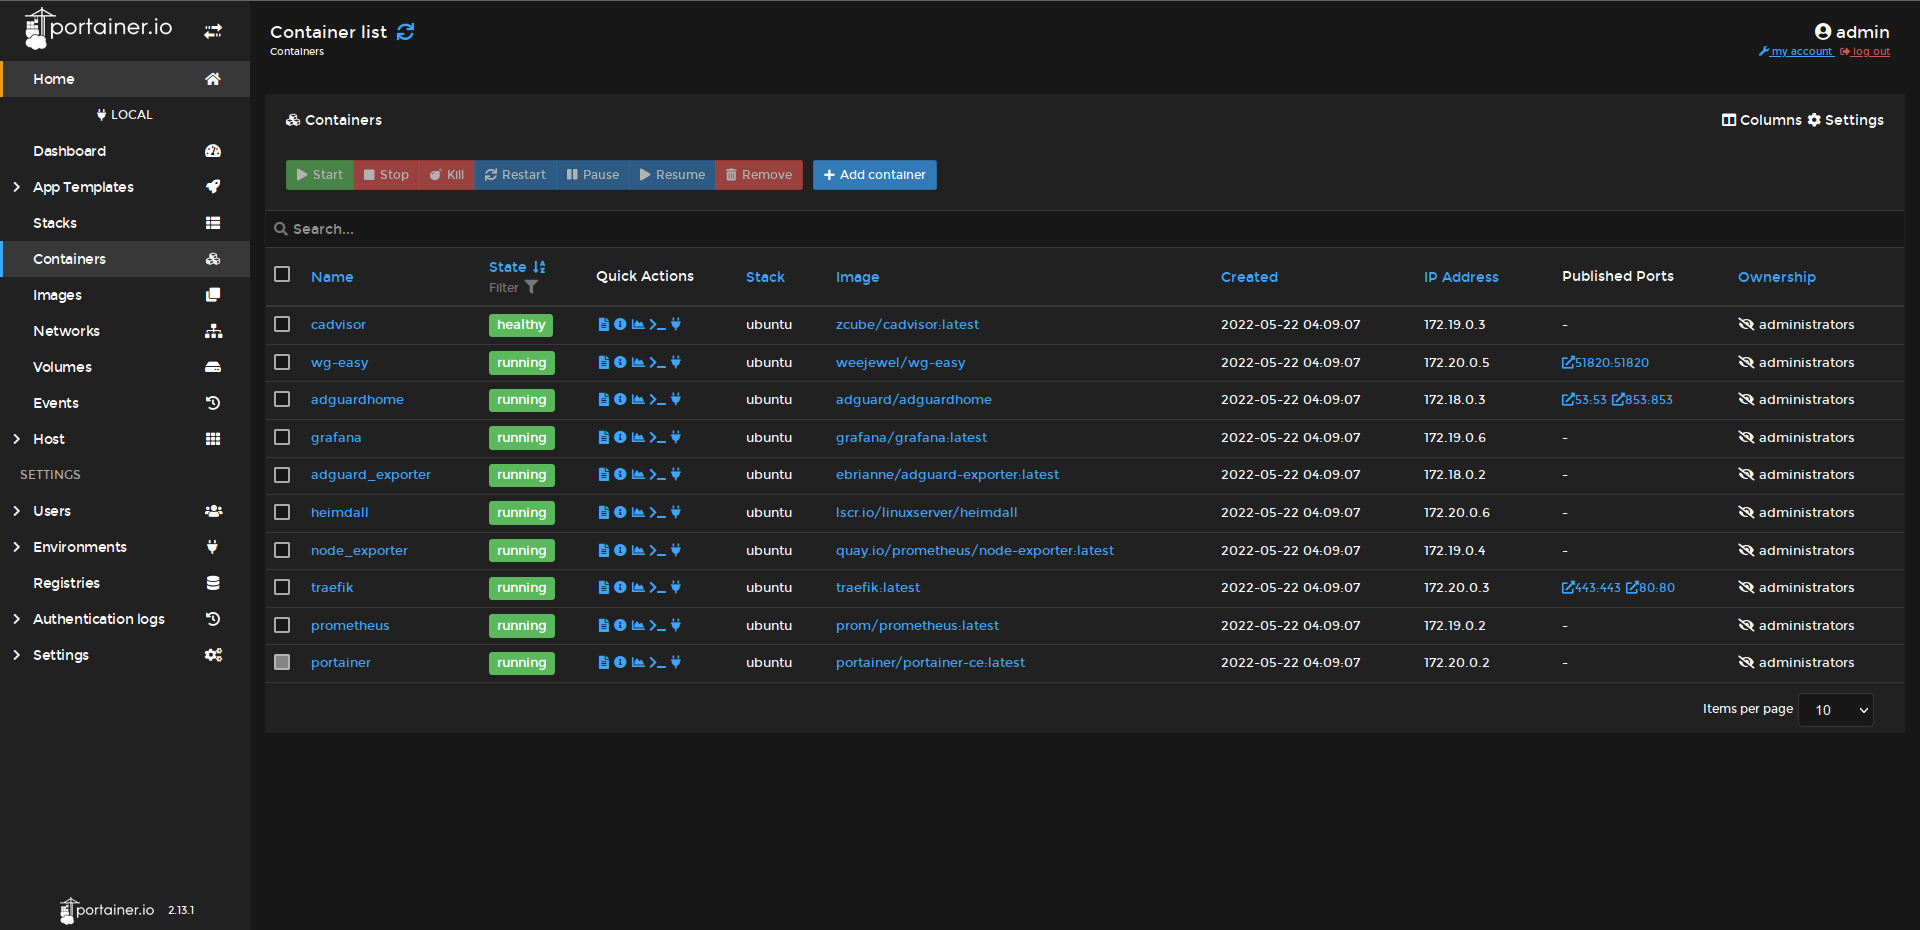 portainer.io
Home
LOCAL
Dashboard
App Templates
Stacks
Containers
Images
Networks
Volumes
Events
Host
SETTINGS
Users
Environments
Registries
Authentication logs
Settings
portainer.io 2.13.1
Container list
Containers
admin
my account log out
Containers
Columns Settings
Start Stop Kill Restart Pause Resume Remove Add container
Search...
Name State Filter Quick Actions Stack Image Created IP Address Published Ports Ownership
cadvisor healthy ubuntu zcube/cadvisor:latest 2022-05-22 04:09:07 172.19.0.3 - administrators
wg-easy running ubuntu weejewel/wg-easy 2022-05-22 04:09:07 172.20.0.5 51820:51820 administrators
adguardhome running ubuntu adguard/adguardhome 2022-05-22 04:09:07 172.18.0.3 53:53 853:853 administrators
grafana running ubuntu grafana/grafana:latest 2022-05-22 04:09:07 172.19.0.6 - administrators
adguard_exporter running ubuntu ebrianne/adguard-exporter:latest 2022-05-22 04:09:07 172.18.0.2 - administrators
heimdall running ubuntu lscr.io/linuxserver/heimdall 2022-05-22 04:09:07 172.20.0.6 - administrators
node_exporter running ubuntu quay.io/prometheus/node-exporter:latest 2022-05-22 04:09:07 172.19.0.4 - administrators
traefik running ubuntu traefik:latest 2022-05-22 04:09:07 172.20.0.3 443:443 80:80 administrators
prometheus running ubuntu prom/prometheus:latest 2022-05-22 04:09:07 172.19.0.2 - administrators
portainer running ubuntu portainer/portainer-ce:latest 2022-05-22 04:09:07 172.20.0.2 - administrators
Items per page 10